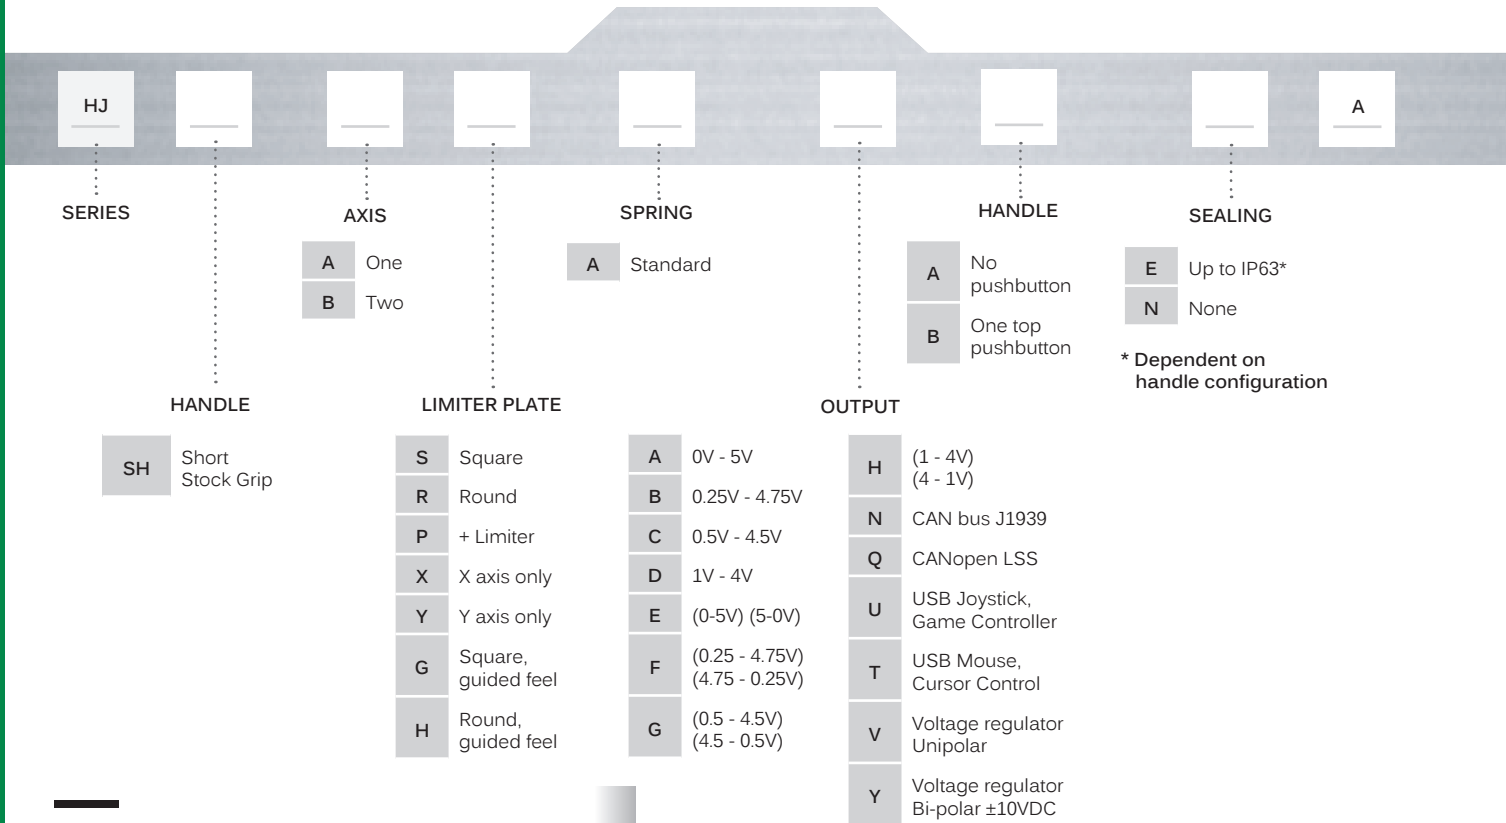 HJ
A
SERIES
AXIS
A One
B Two
SPRING
A Standard
HANDLE
A No
pushbutton
B One top
pushbutton
SEALING
E Up to IP63*
N None
* Dependent on
handle configuration
HANDLE
SH Short
Stock Grip
LIMITER PLATE
S Square
R Round
P + Limiter
X X axis only
Y Y axis only
G Square,
guided feel
H Round,
guided feel
OUTPUT
A 0V - 5V
B 0.25V - 4.75V
C 0.5V - 4.5V
D 1V - 4V
E (0-5V) (5-0V)
F (0.25 - 4.75V)
(4.75 - 0.25V)
G (0.5 - 4.5V)
(4.5 - 0.5V)
H (1 - 4V)
(4 - 1V)
N CAN bus J1939
Q CANopen LSS
U USB Joystick,
Game Controller
T USB Mouse,
Cursor Control
V Voltage regulator
Unipolar
Y Voltage regulator
Bi-polar ±10VDC